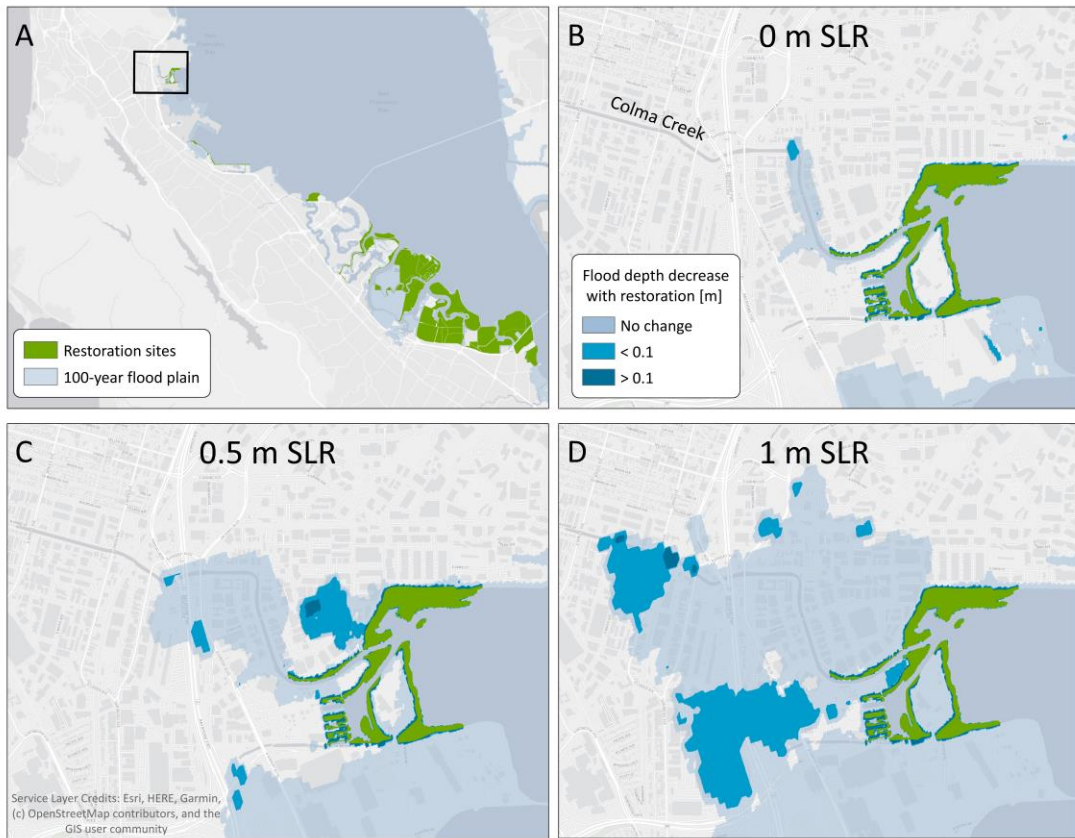 A
Restoration sites
100-year flood plain
B
0 m SLR
Colma Creek
Flood depth decrease
with restoration [m]
No change
< 0.1
> 0.1
C
0.5 m SLR
Service Layer Credits: Esri, HERE, Garmin,
(c) OpenStreetMap contributors, and the
GIS user community
D
1 m SLR